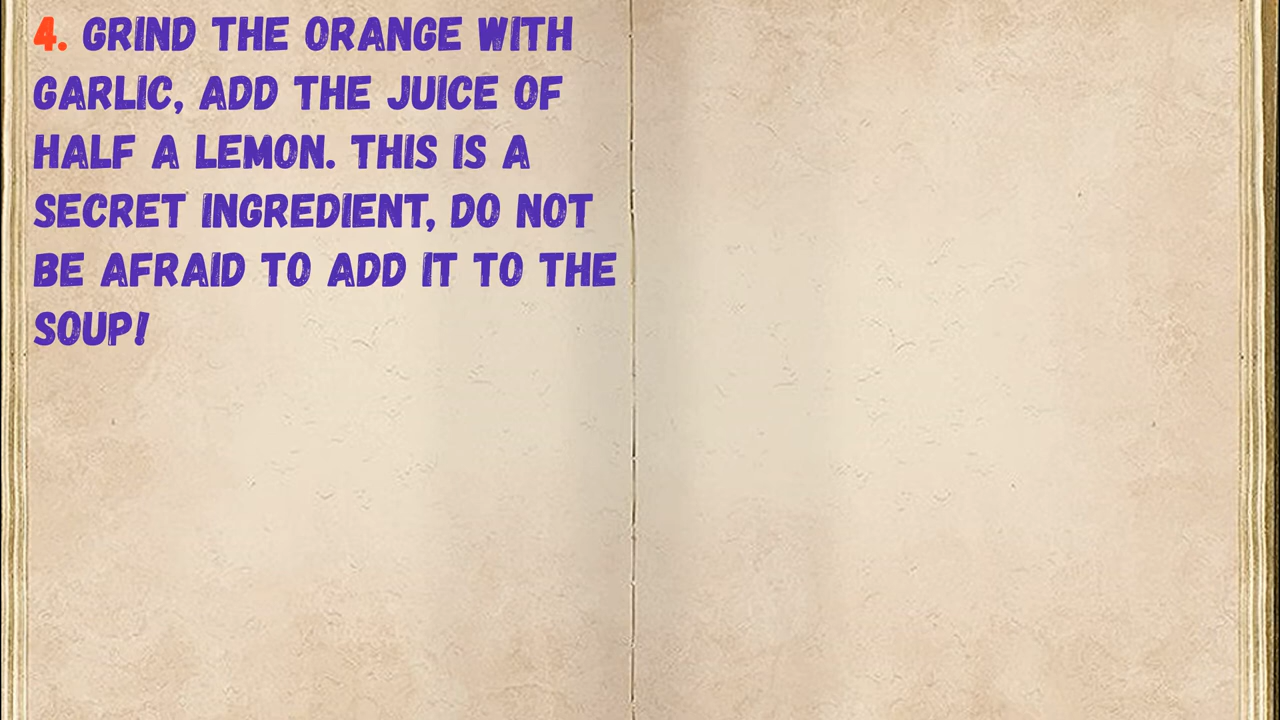 4. GRIND THE ORANGE WITH
GARLIC, ADD THE JUICE OF
HALF A LEMON. THIS IS A
SECRET INGREDIENT, DO NOT
BE AFRAID TO ADD IT TO THE
SOUP!